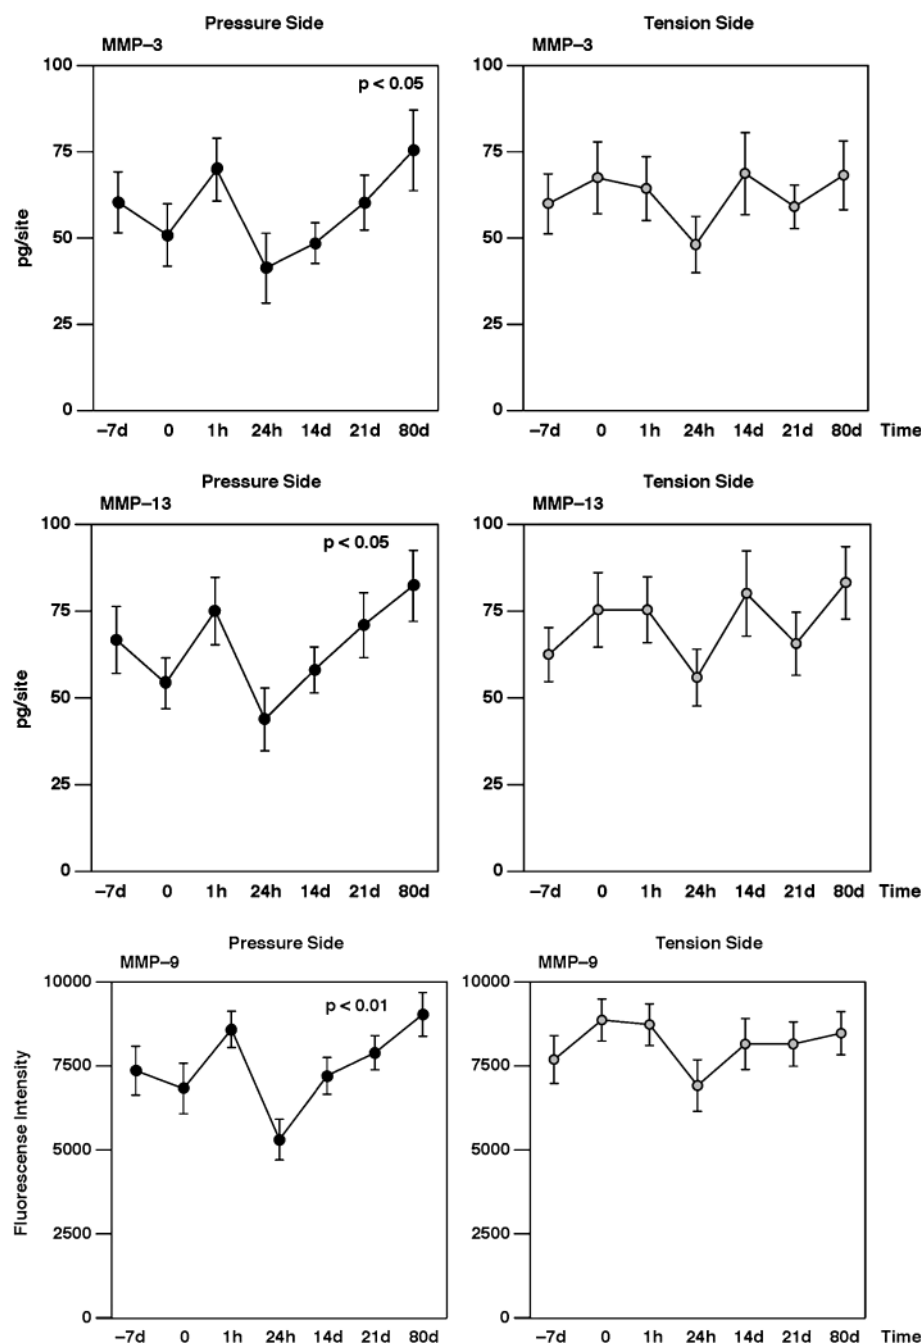 Pressure Side
MMP–3
p < 0.05
100
75
50
25
0
pg/site
–7d 0 1h 24h 14d 21d 80d
Tension Side
MMP–3
100
75
50
25
0
–7d 0 1h 24h 14d 21d 80d Time
Pressure Side
MMP–13
p < 0.05
100
75
50
25
0
pg/site
–7d 0 1h 24h 14d 21d 80d
Tension Side
MMP–13
100
75
50
25
0
–7d 0 1h 24h 14d 21d 80d Time
Pressure Side
MMP–9
p < 0.01
10000
7500
5000
2500
0
Fluorescense Intensity
–7d 0 1h 24h 14d 21d 80d
Tension Side
MMP–9
10000
7500
5000
2500
0
–7d 0 1h 24h 14d 21d 80d Time